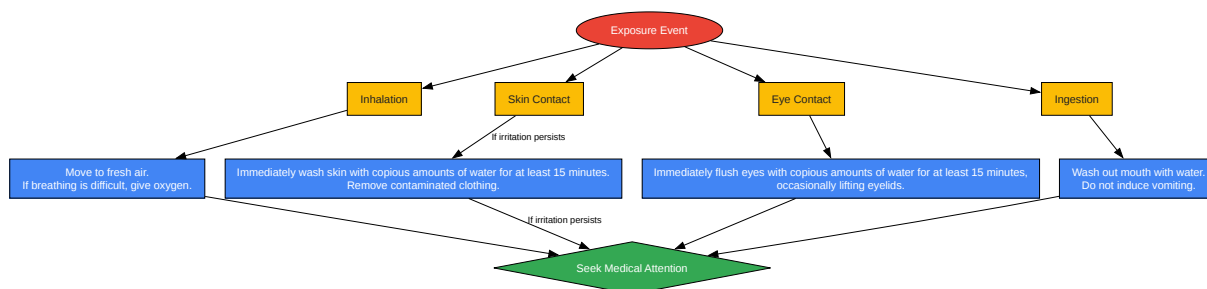 Exposure Event
Inhalation
Skin Contact
Eye Contact
Ingestion
If irritation persists
Move to fresh air.
If breathing is difficult, give oxygen.
Immediately wash skin with copious amounts of water for at least 15 minutes.
Remove contaminated clothing.
Immediately flush eyes with copious amounts of water for at least 15 minutes,
occasionally lifting eyelids.
Wash out mouth with water.
Do not induce vomiting.
If irritation persists
Seek Medical Attention